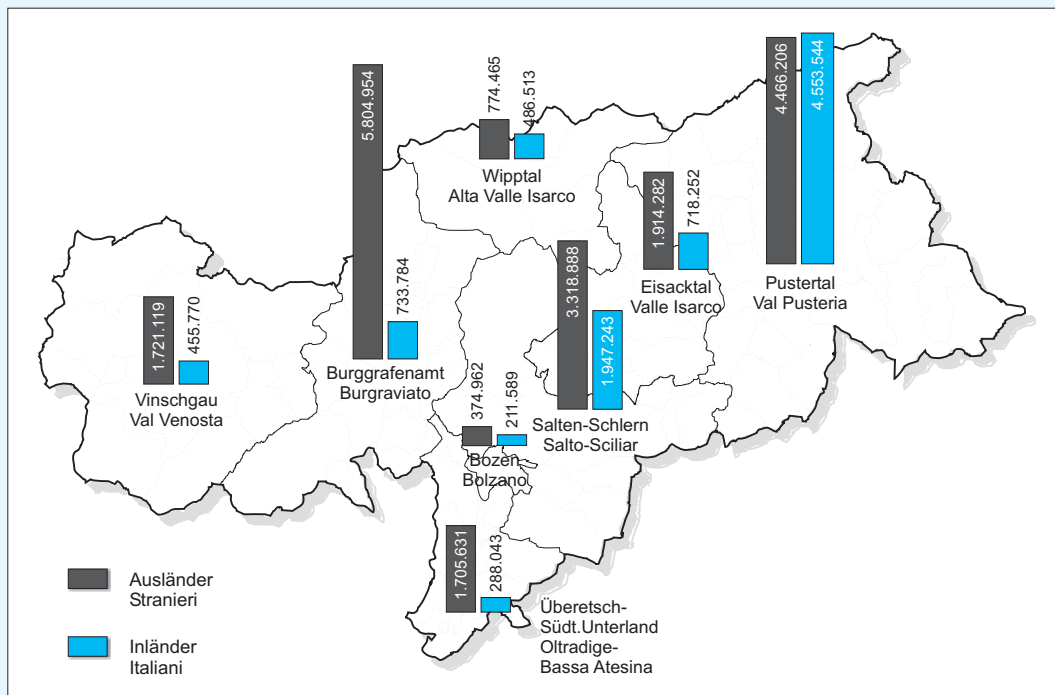 5.804.954
733.784
Burggrafenamt
Burgraviato
774.465
486.513
Wipptal
Alta Valle Isarco
4.466.206
4.553.544
Pustertal
Val Pusteria
1.914.282
718.252
Eisacktal
Valle Isarco
1.721.119
455.770
Vinschgau
Val Venosta
3.318.888
1.947.243
Salten-Schlern
Salto-Sciliar
374.962
211.589
Bozen
Bolzano
1.705.631
288.043
Überetsch-
Südt.Unterland
Oltradige-
Bassa Atesina
Ausländer
Stranieri
Inländer
Italiani